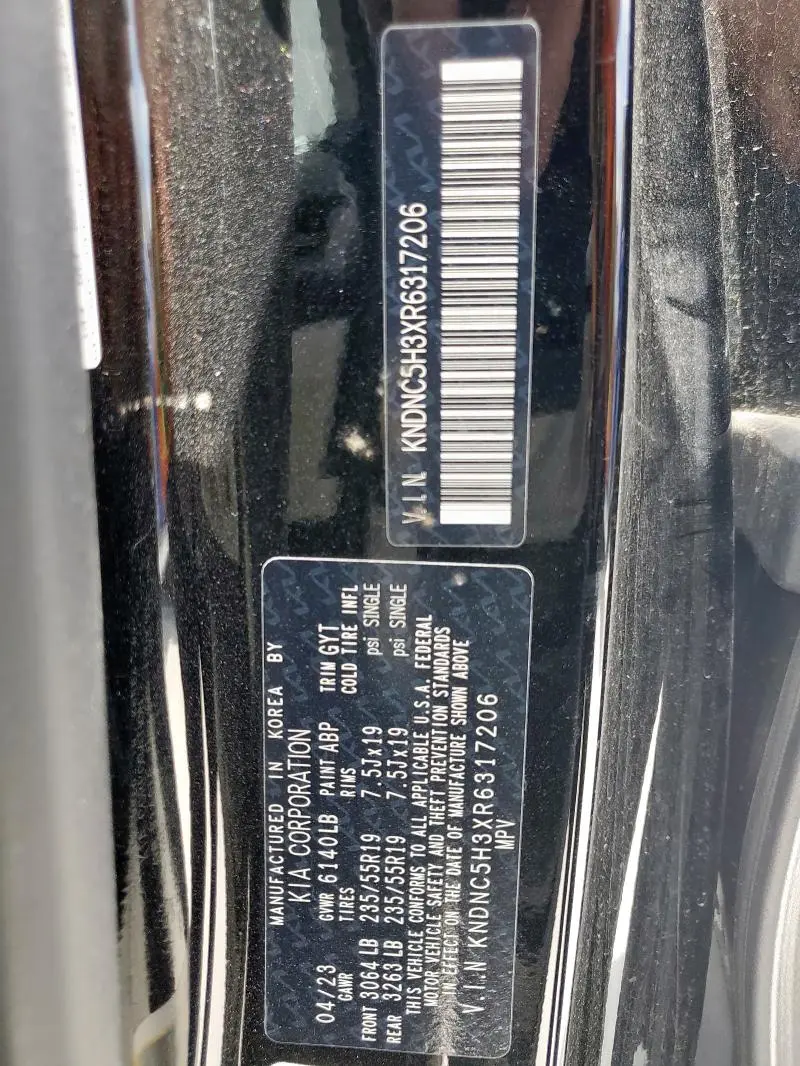 MANUFACTURED IN KOREA BY
KIA CORPORATION
04/23 GVWR 6140LB PAINT ABP TRIM GYT
GAWR TIRES RIMS COLD TIRE INFL
FRONT 3064 LB 235/55R19 7.5Jx19 psi SINGLE
REAR 3263 LB 235/55R19 7.5Jx19 psi SINGLE
THIS VEHICLE CONFORMS TO ALL APPLICABLE U.S.A. FEDERAL
MOTOR VEHICLE SAFETY AND THEFT PREVENTION STANDARDS
IN EFFECT ON THE DATE OF MANUFACTURE SHOWN ABOVE
V.I.N KNDNC5H3XR6317206
MPV
V.I.N. KNDNC5H3XR6317206